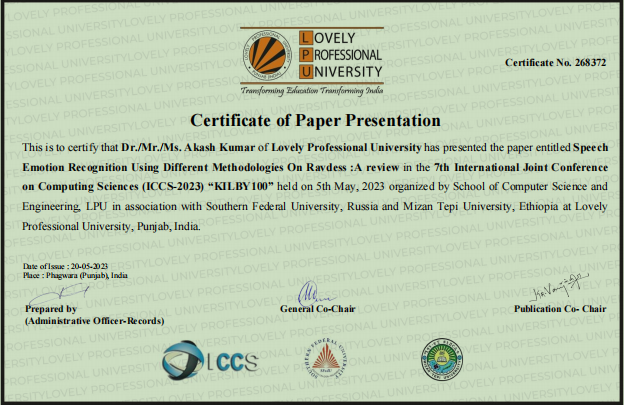 LOVELY
PROFESSIONAL
UNIVERSITY
Transforming Education Transforming India
Certificate No. 268372
Certificate of Paper Presentation
This is to certify that Dr./Mr./Ms. Akash Kumar of Lovely Professional University has presented the paper entitled Speech
Emotion Recognition Using Different Methodologies On Ravdess :A review in the 7th International Joint Conference
on Computing Sciences (ICCS-2023) “KILBY100” held on 5th May, 2023 organized by School of Computer Science and
Engineering, LPU in association with Southern Federal University, Russia and Mizan Tepi University, Ethiopia at Lovely
Professional University, Punjab, India.
Date of Issue : 20-05-2023
Place : Phagwara (Punjab), India
Prepared by
(Administrative Officer-Records)
General Co-Chair
Publication Co- Chair
ICCS
SOUTHERN FEDERAL UNIVERSITY